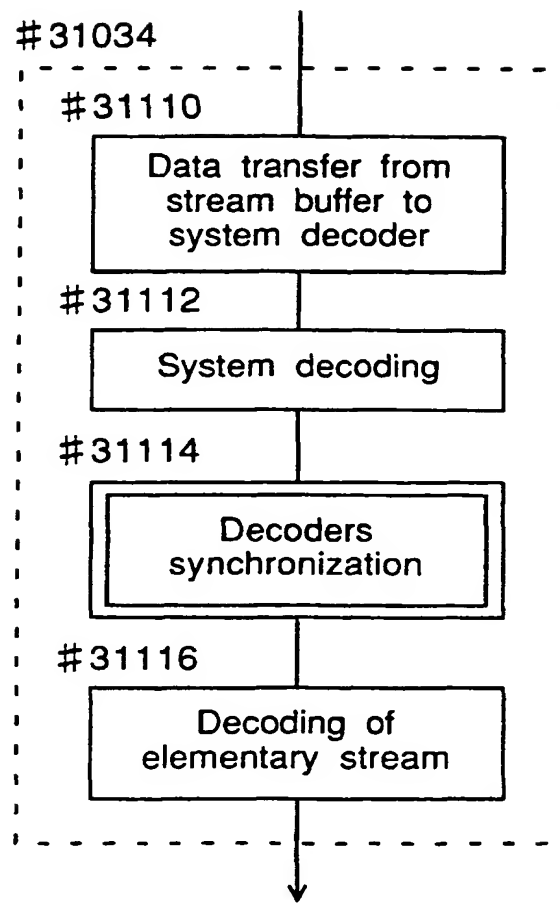 #31034
#31110
Data transfer from
stream buffer to
system decoder
#31112
System decoding
#31114
Decoders
synchronization
#31116
Decoding of
elementary stream